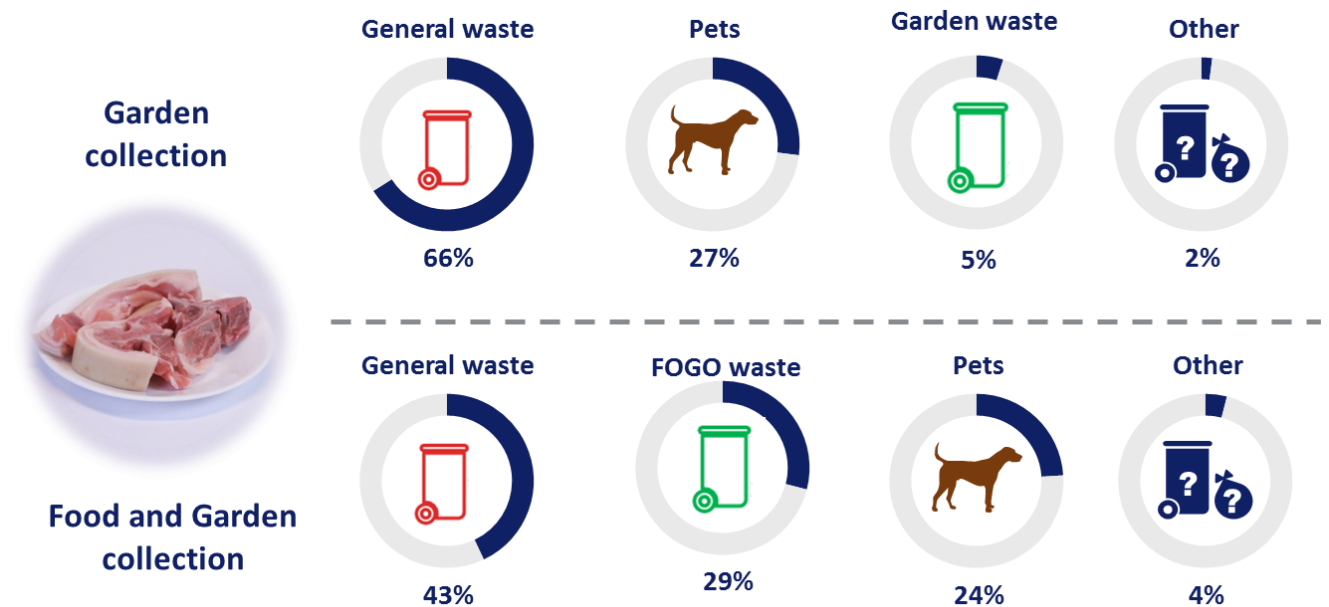 General waste
Pets
Garden waste
Other
Garden
collection
? ?
66%
27%
5%
2%
General waste
FOGO waste
Pets
Other
? ?
Food and Garden
collection
43%
29%
24%
4%